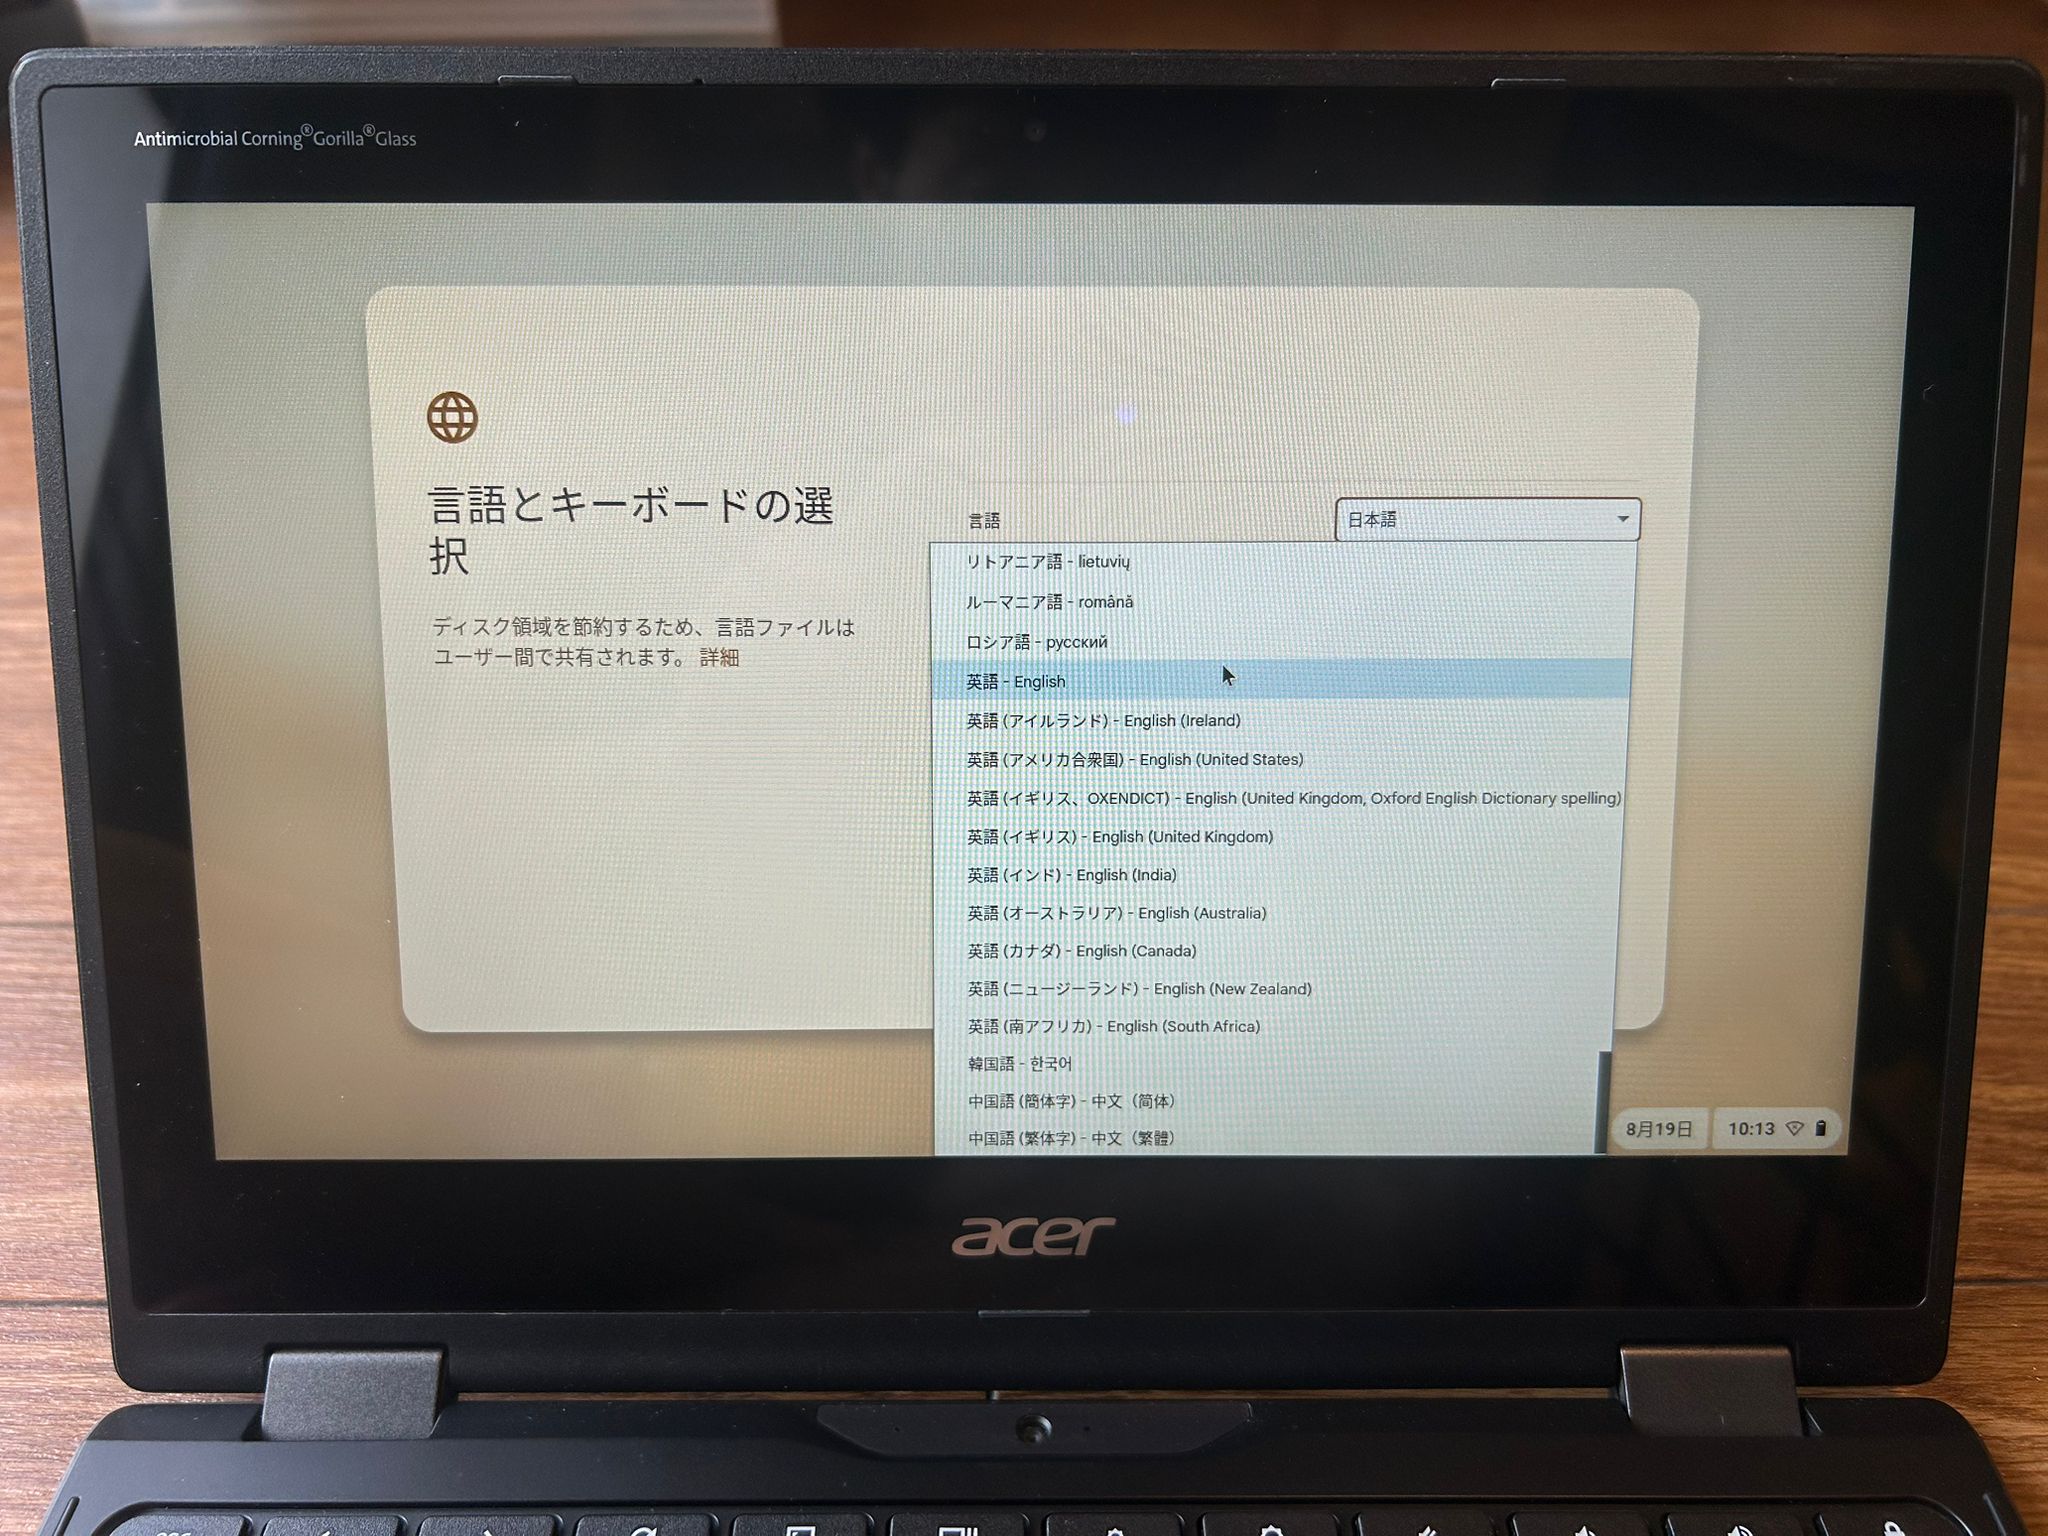 Antimicrobial Corning®Gorilla®Glass
言語とキーボードの選
択
ディスク領域を節約するため、言語ファイルは
ユーザー間で共有されます。 詳細
言語
日本語
リトアニア語 - lietuvių
ルーマニア語 - română
ロシア語 - русский
英語 - English
英語 (アイルランド) - English (Ireland)
英語 (アメリカ合衆国) - English (United States)
英語 (イギリス、OXENDICT) - English (United Kingdom, Oxford English Dictionary spelling)
英語 (イギリス) - English (United Kingdom)
英語 (インド) - English (India)
英語 (オーストラリア) - English (Australia)
英語 (カナダ) - English (Canada)
英語 (ニュージーランド) - English (New Zealand)
英語 (南アフリカ) - English (South Africa)
韓国語 - 한국어
中国語 (簡体字) - 中文（简体）
中国語 (繁体字) - 中文（繁體）
8月19日
10:13
acer